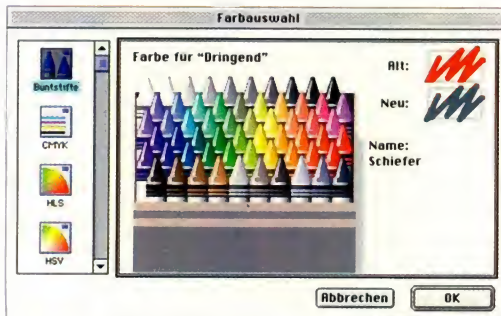 Farbauswahl
Buntstifte
CMYK
HLS
HSV
Farbe für “Dringend”
Alt:
Neu:
Name:
Schiefer
Abbrechen
OK